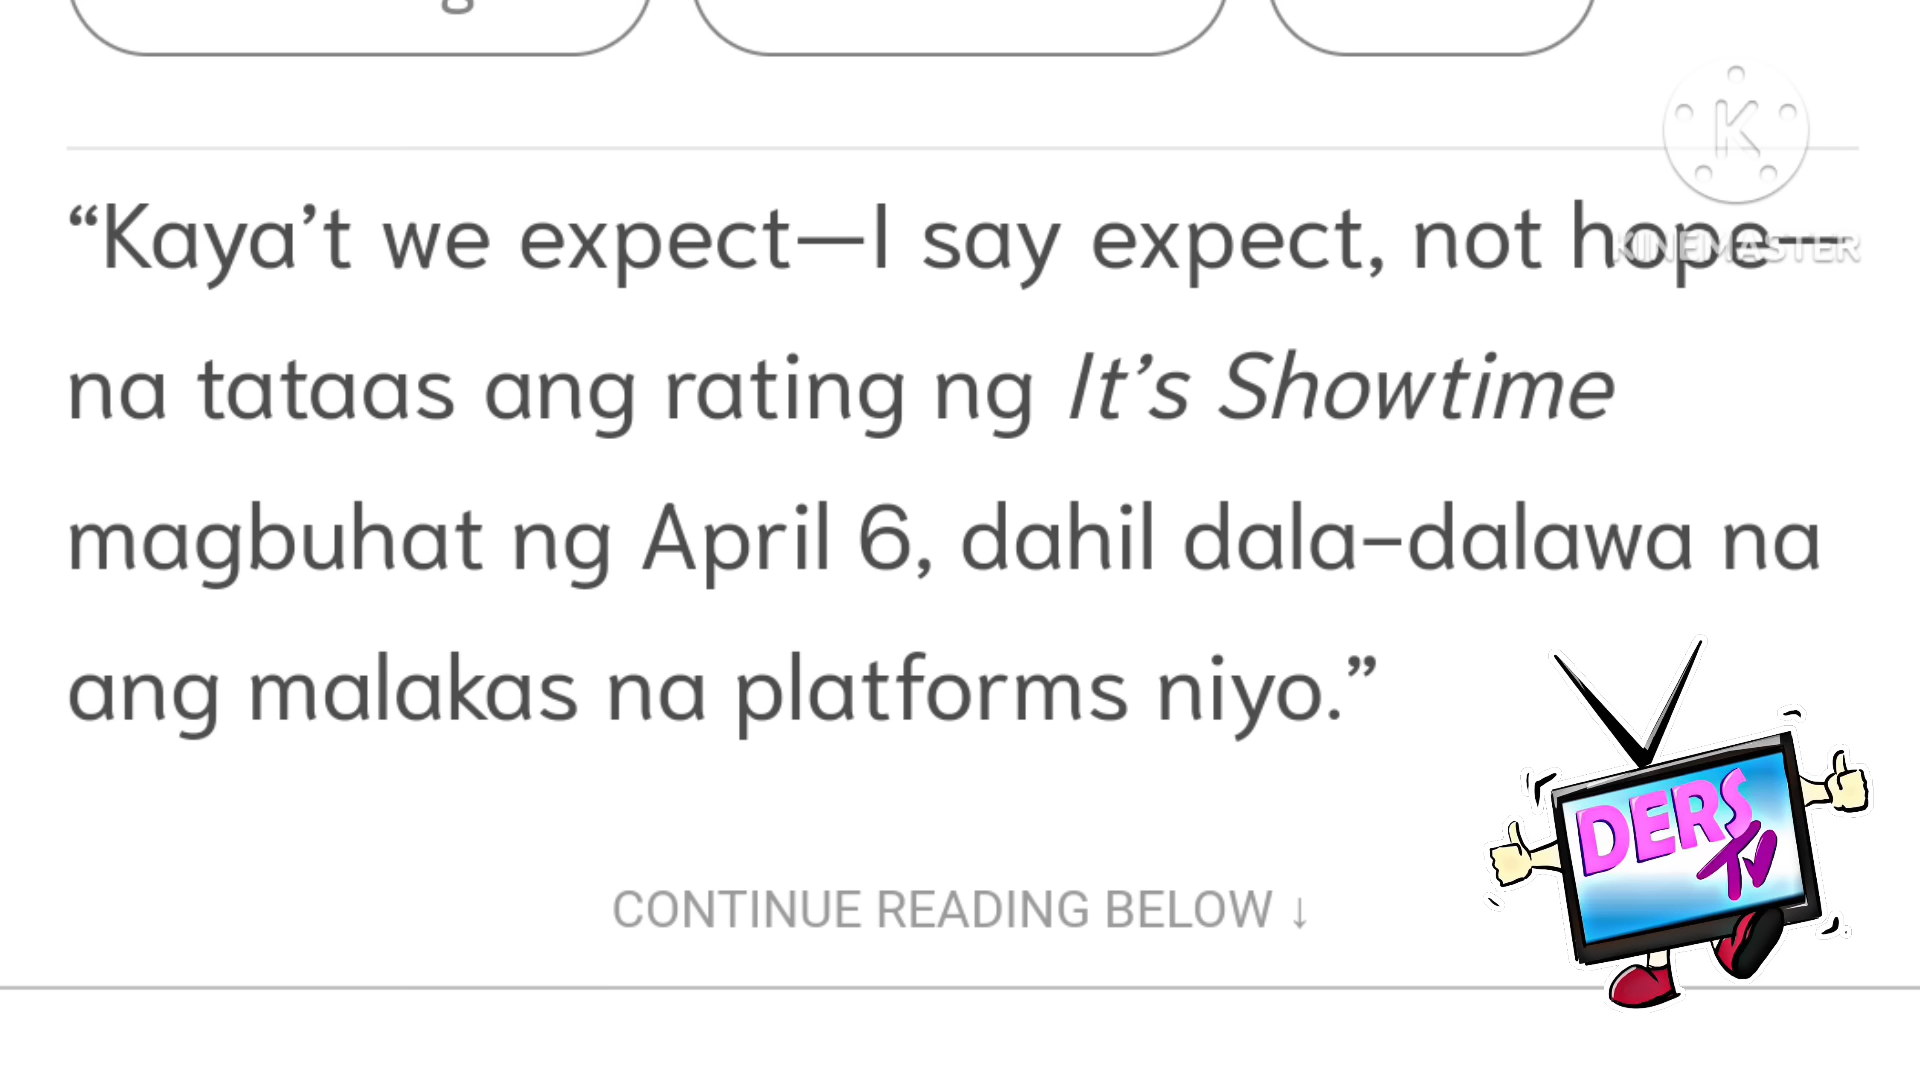 “Kaya’t we expect—I say expect, not hope—
na tataas ang rating ng It’s Showtime
magbuhat ng April 6, dahil dala-dalawa na
ang malakas na platforms niyo.”
CONTINUE READING BELOW ↓
K
KINEMASTER
DERS
TV